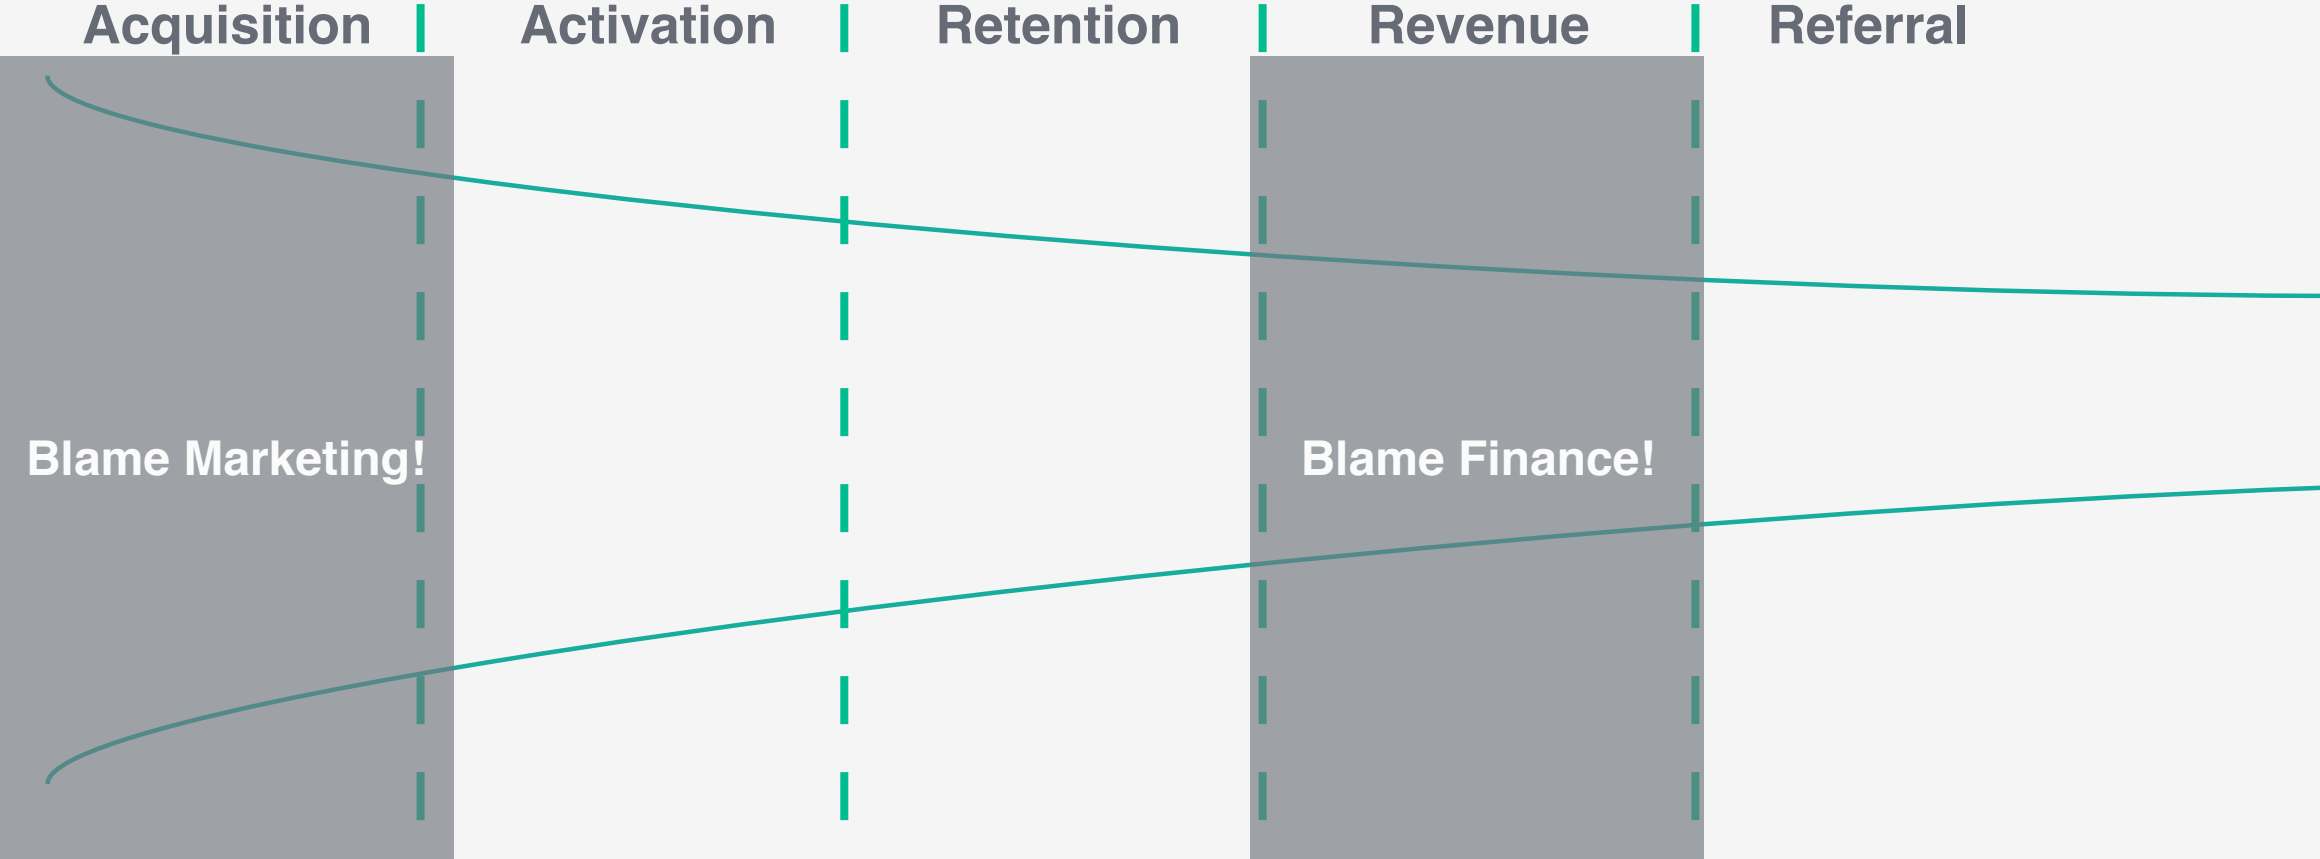 Acquisition
Activation
Retention
Revenue
Referral
Blame Marketing!
Blame Finance!